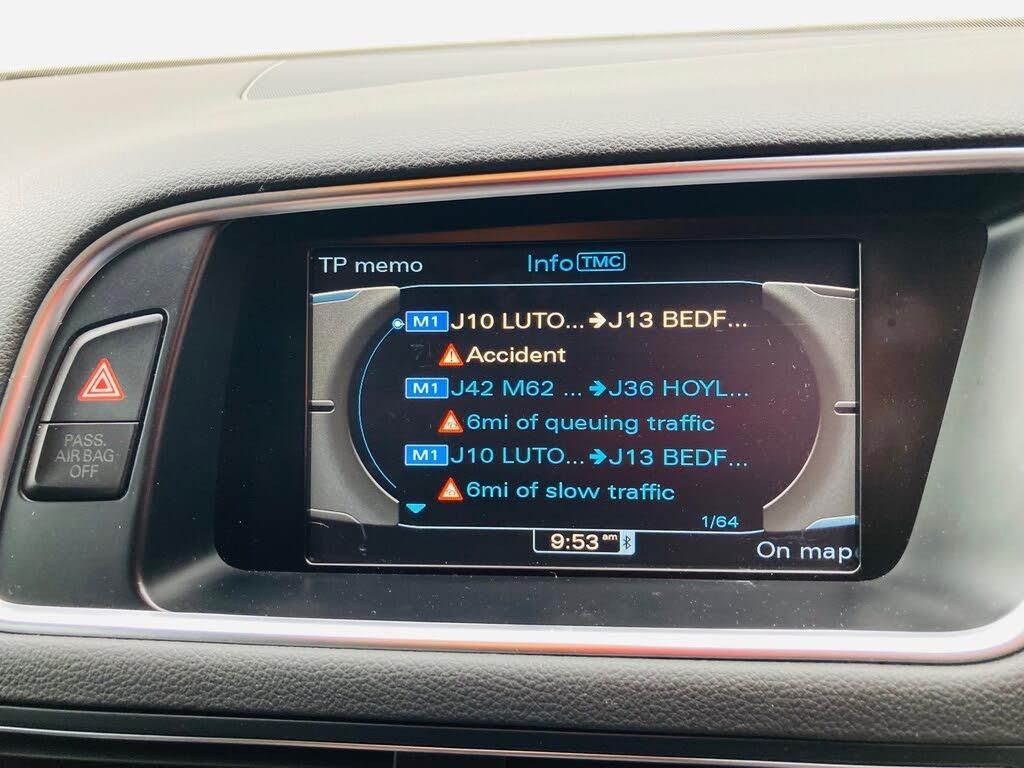 TP memo
Info TMC
M1 J10 LUTO... → J13 BEDF...
Accident
M1 J42 M62 ... → J36 HOYL...
6mi of queuing traffic
M1 J10 LUTO... → J13 BEDF...
6mi of slow traffic
1/64
9:53 am
On map
PASS.
AIR BAG
OFF